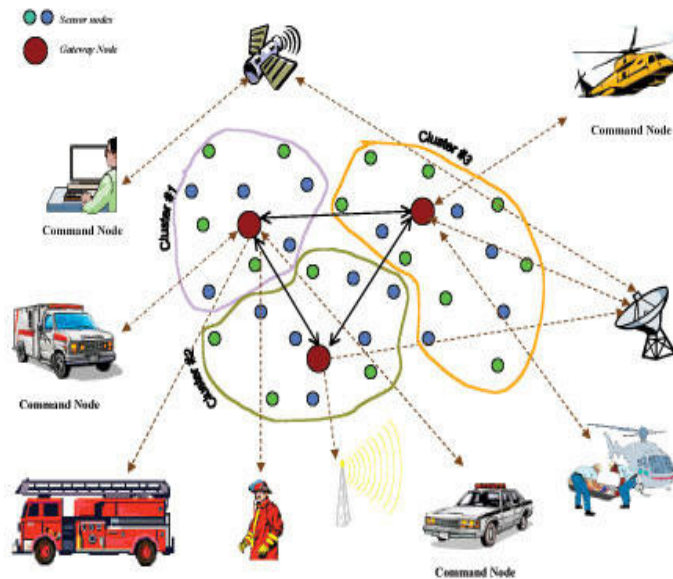 Sensor nodes
Gateway Node
Command Node
Cluster #3
Cluster #1
Command Node
Cluster #2
Command Node
Command Node